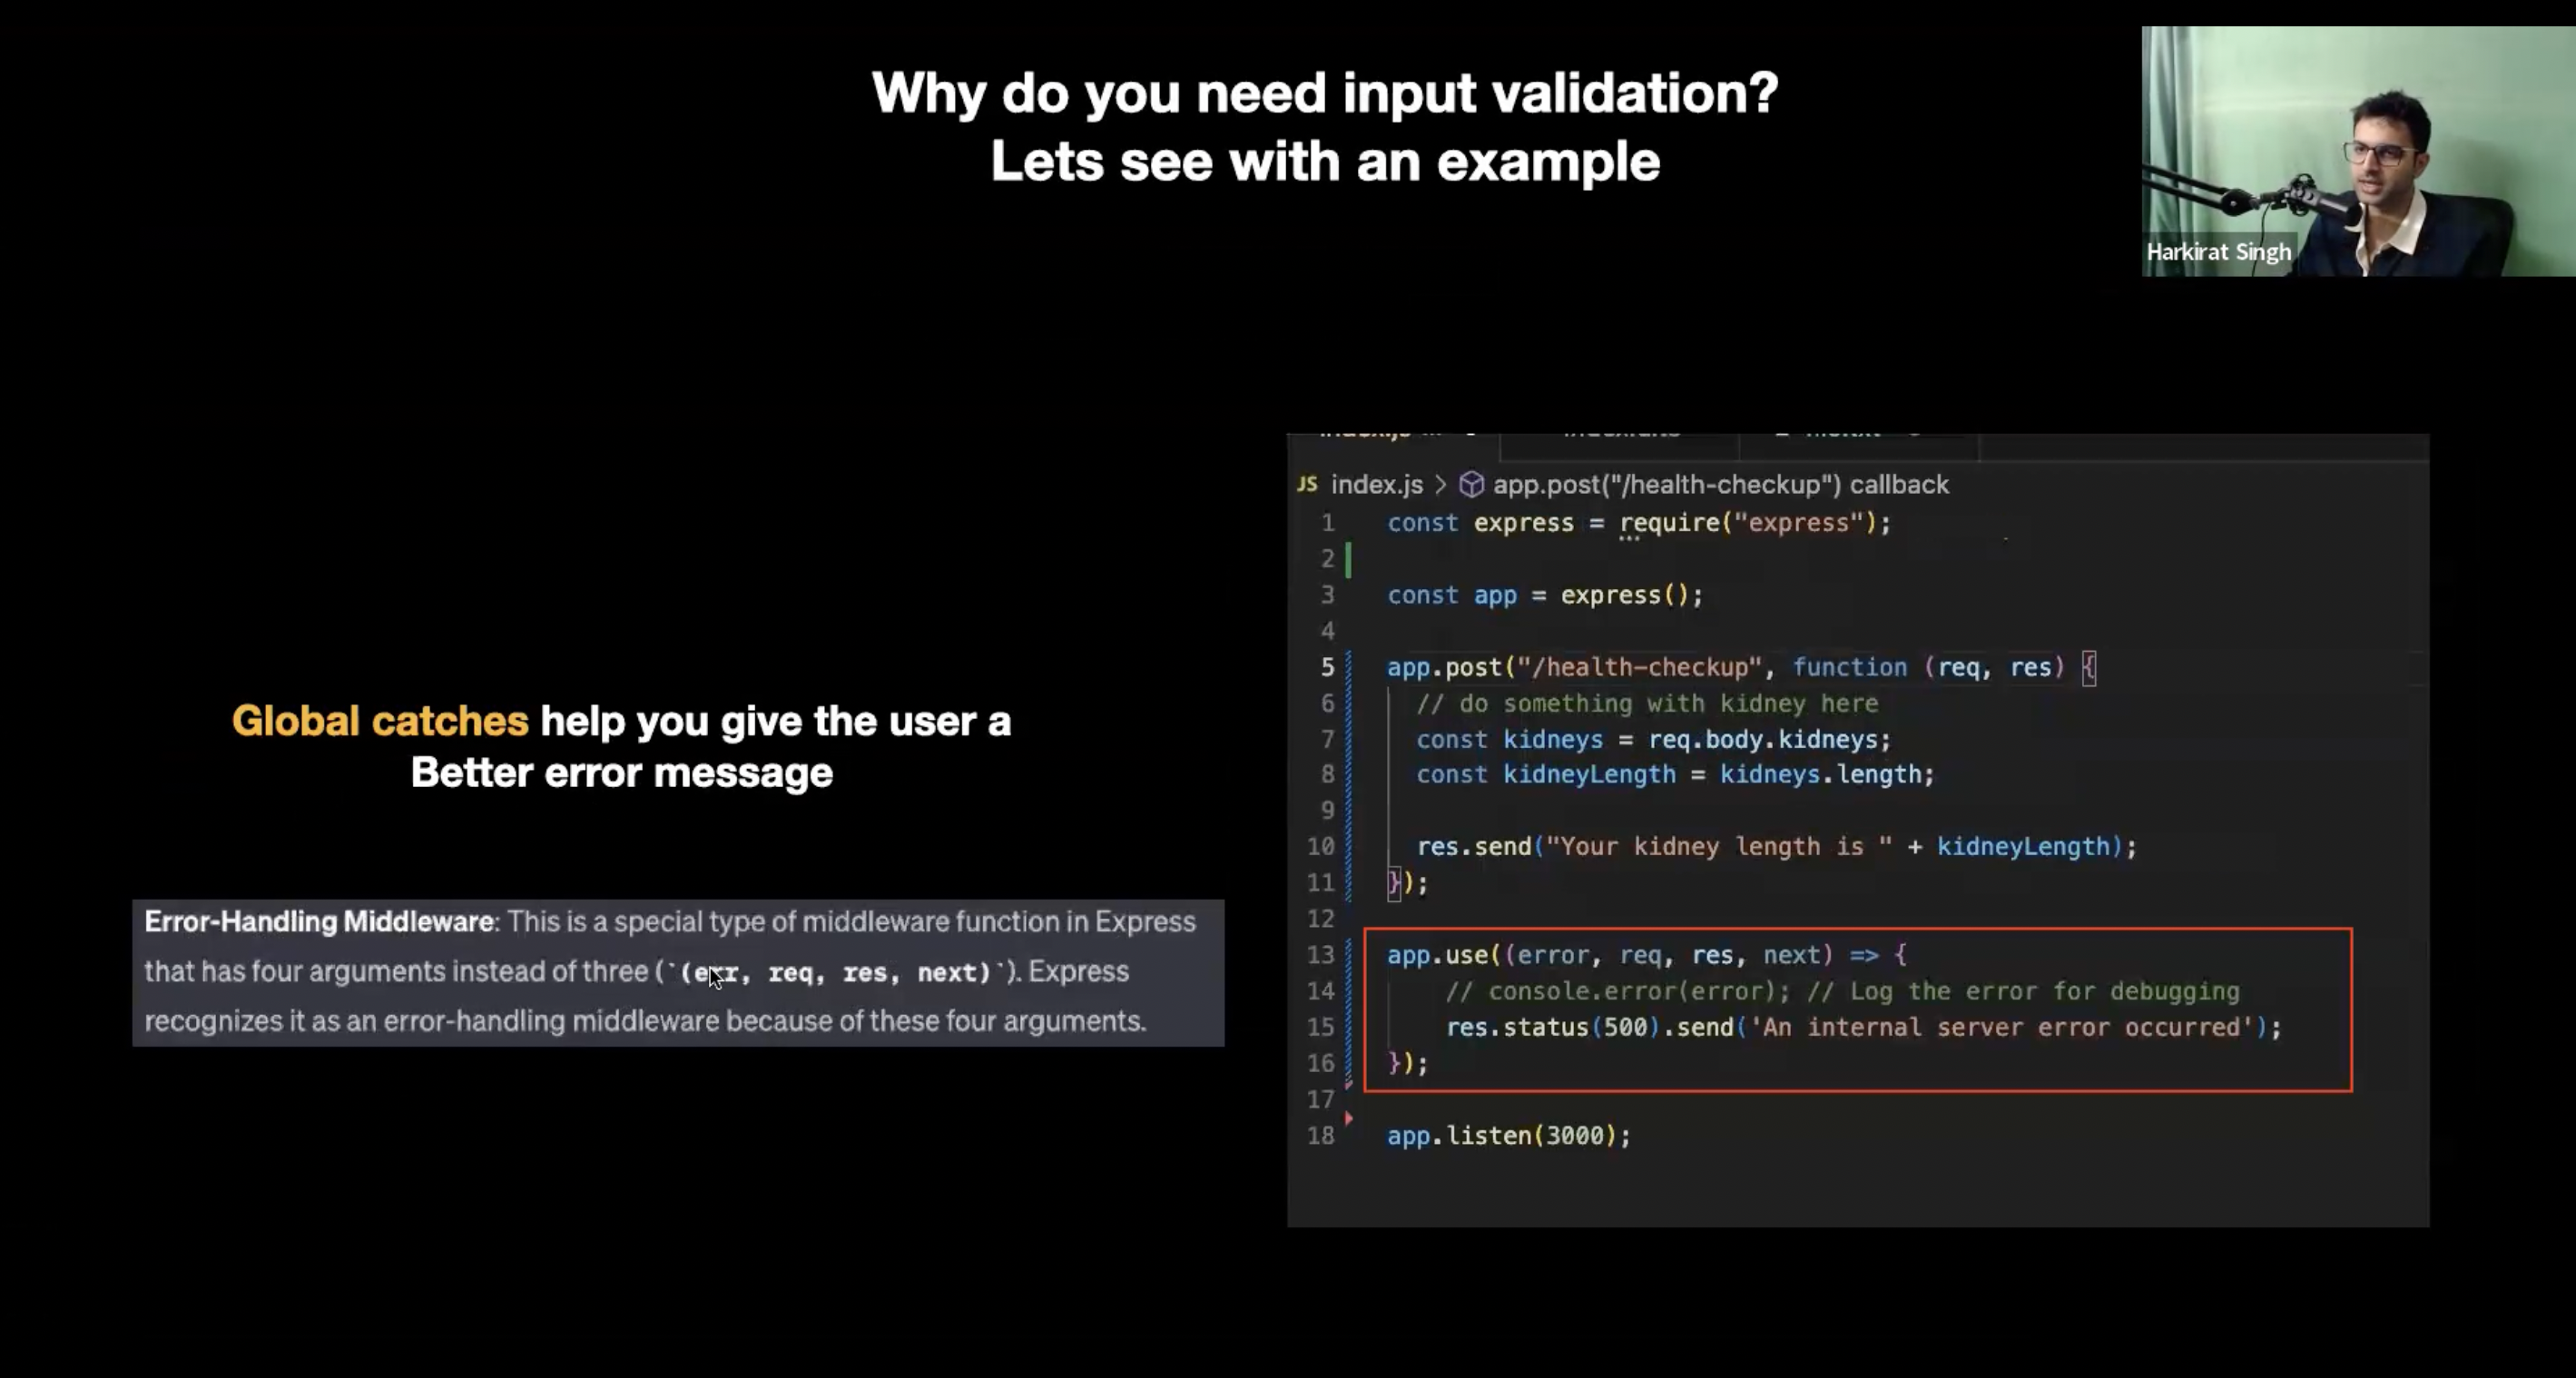 Why do you need input validation?
Lets see with an example
Harkirat Singh
Global catches help you give the user a
Better error message
Error-Handling Middleware: This is a special type of middleware function in Express
that has four arguments instead of three (`(err, req, res, next)`). Express
recognizes it as an error-handling middleware because of these four arguments.
JS index.js > app.post("/health-checkup") callback
1 const express = require("express");
2
3 const app = express();
4
5 app.post("/health-checkup", function (req, res) {
6 // do something with kidney here
7 const kidneys = req.body.kidneys;
8 const kidneyLength = kidneys.length;
9
10 res.send("Your kidney length is " + kidneyLength);
11 });
12
13 app.use((error, req, res, next) => {
14 // console.error(error); // Log the error for debugging
15 res.status(500).send('An internal server error occurred');
16 });
17
18 app.listen(3000);